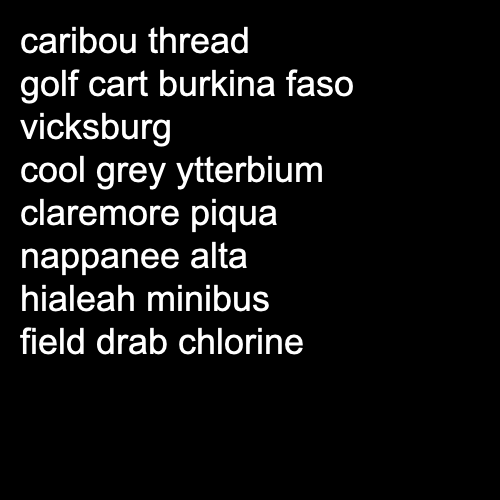 caribou thread
golf cart burkina faso
vicksburg
cool grey ytterbium
claremore piqua
nappanee alta
hialeah minibus
field drab chlorine